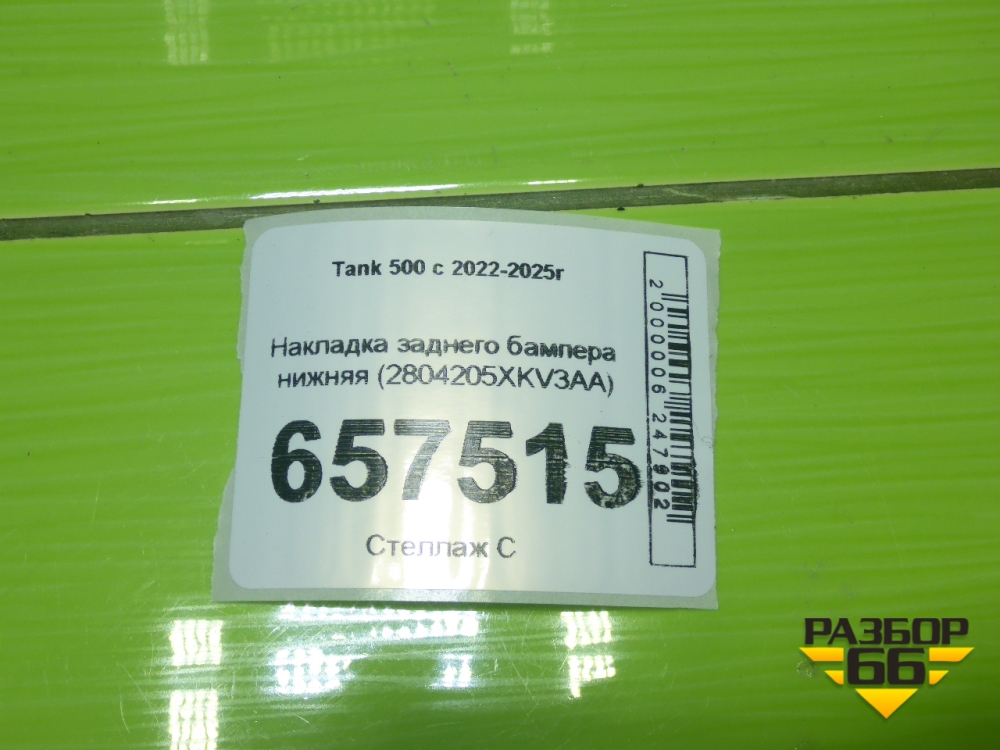 Tank 500 с 2022-2025г
Накладка заднего бампера
нижняя (2804205XKV3AA)
657515
Стеллаж С
2 000006 247902
РАЗБОР
66